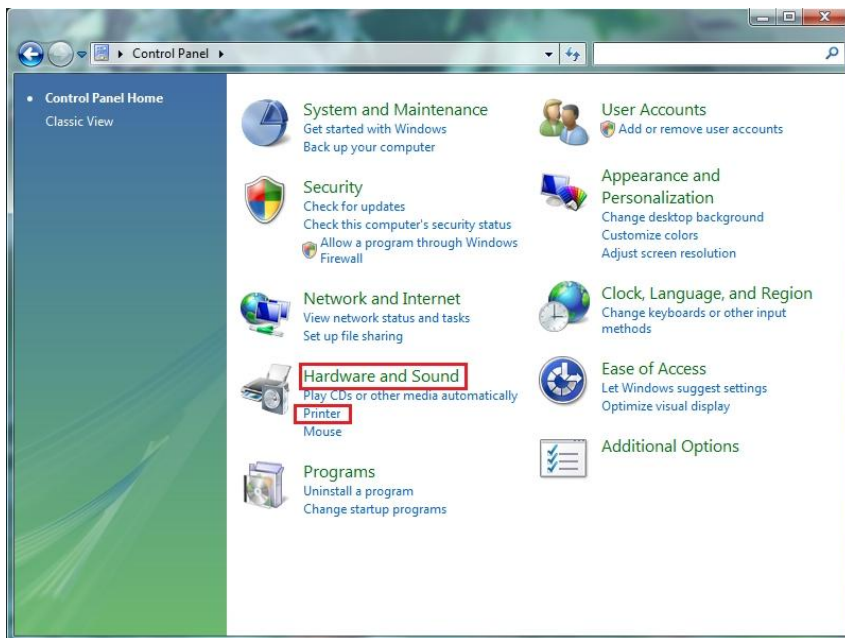 Control Panel
Control Panel Home
Classic View
System and Maintenance
Get started with Windows
Back up your computer
Security
Check for updates
Check this computer's security status
Allow a program through Windows
Firewall
Network and Internet
View network status and tasks
Set up file sharing
Hardware and Sound
Play CDs or other media automatically
Printer
Mouse
Programs
Uninstall a program
Change startup programs
User Accounts
Add or remove user accounts
Appearance and
Personalization
Change desktop background
Customize colors
Adjust screen resolution
Clock, Language, and Region
Change keyboards or other input
methods
Ease of Access
Let Windows suggest settings
Optimize visual display
Additional Options